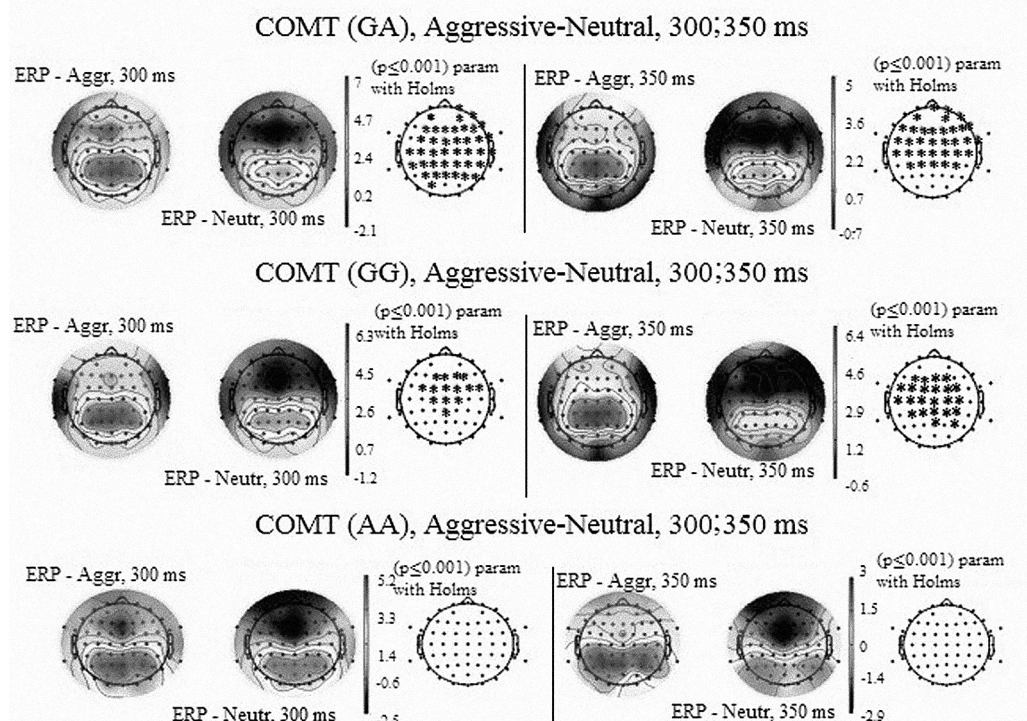 COMT (GA), Aggressive-Neutral, 300;350 ms
ERP - Aggr, 300 ms
7
4.7
2.4
0.2
-2.1
(p≤0.001) param
with Holms
ERP - Neutr, 300 ms
ERP - Aggr, 350 ms
5
3.6
2.2
0.7
-0.7
(p≤0.001) param
with Holms
ERP - Neutr, 350 ms
COMT (GG), Aggressive-Neutral, 300;350 ms
ERP - Aggr, 300 ms
6.3
4.5
2.6
0.7
-1.2
(p≤0.001) param
with Holms
ERP - Neutr, 300 ms
ERP - Aggr, 350 ms
6.4
4.6
2.9
1.2
-0.6
(p≤0.001) param
with Holms
ERP - Neutr, 350 ms
COMT (AA), Aggressive-Neutral, 300;350 ms
ERP - Aggr, 300 ms
5.2
3.3
1.4
-0.6
-2.5
(p≤0.001) param
with Holms
ERP - Neutr, 300 ms
ERP - Aggr, 350 ms
3
1.5
0
-1.4
-2.9
(p≤0.001) param
with Holms
ERP - Neutr, 350 ms